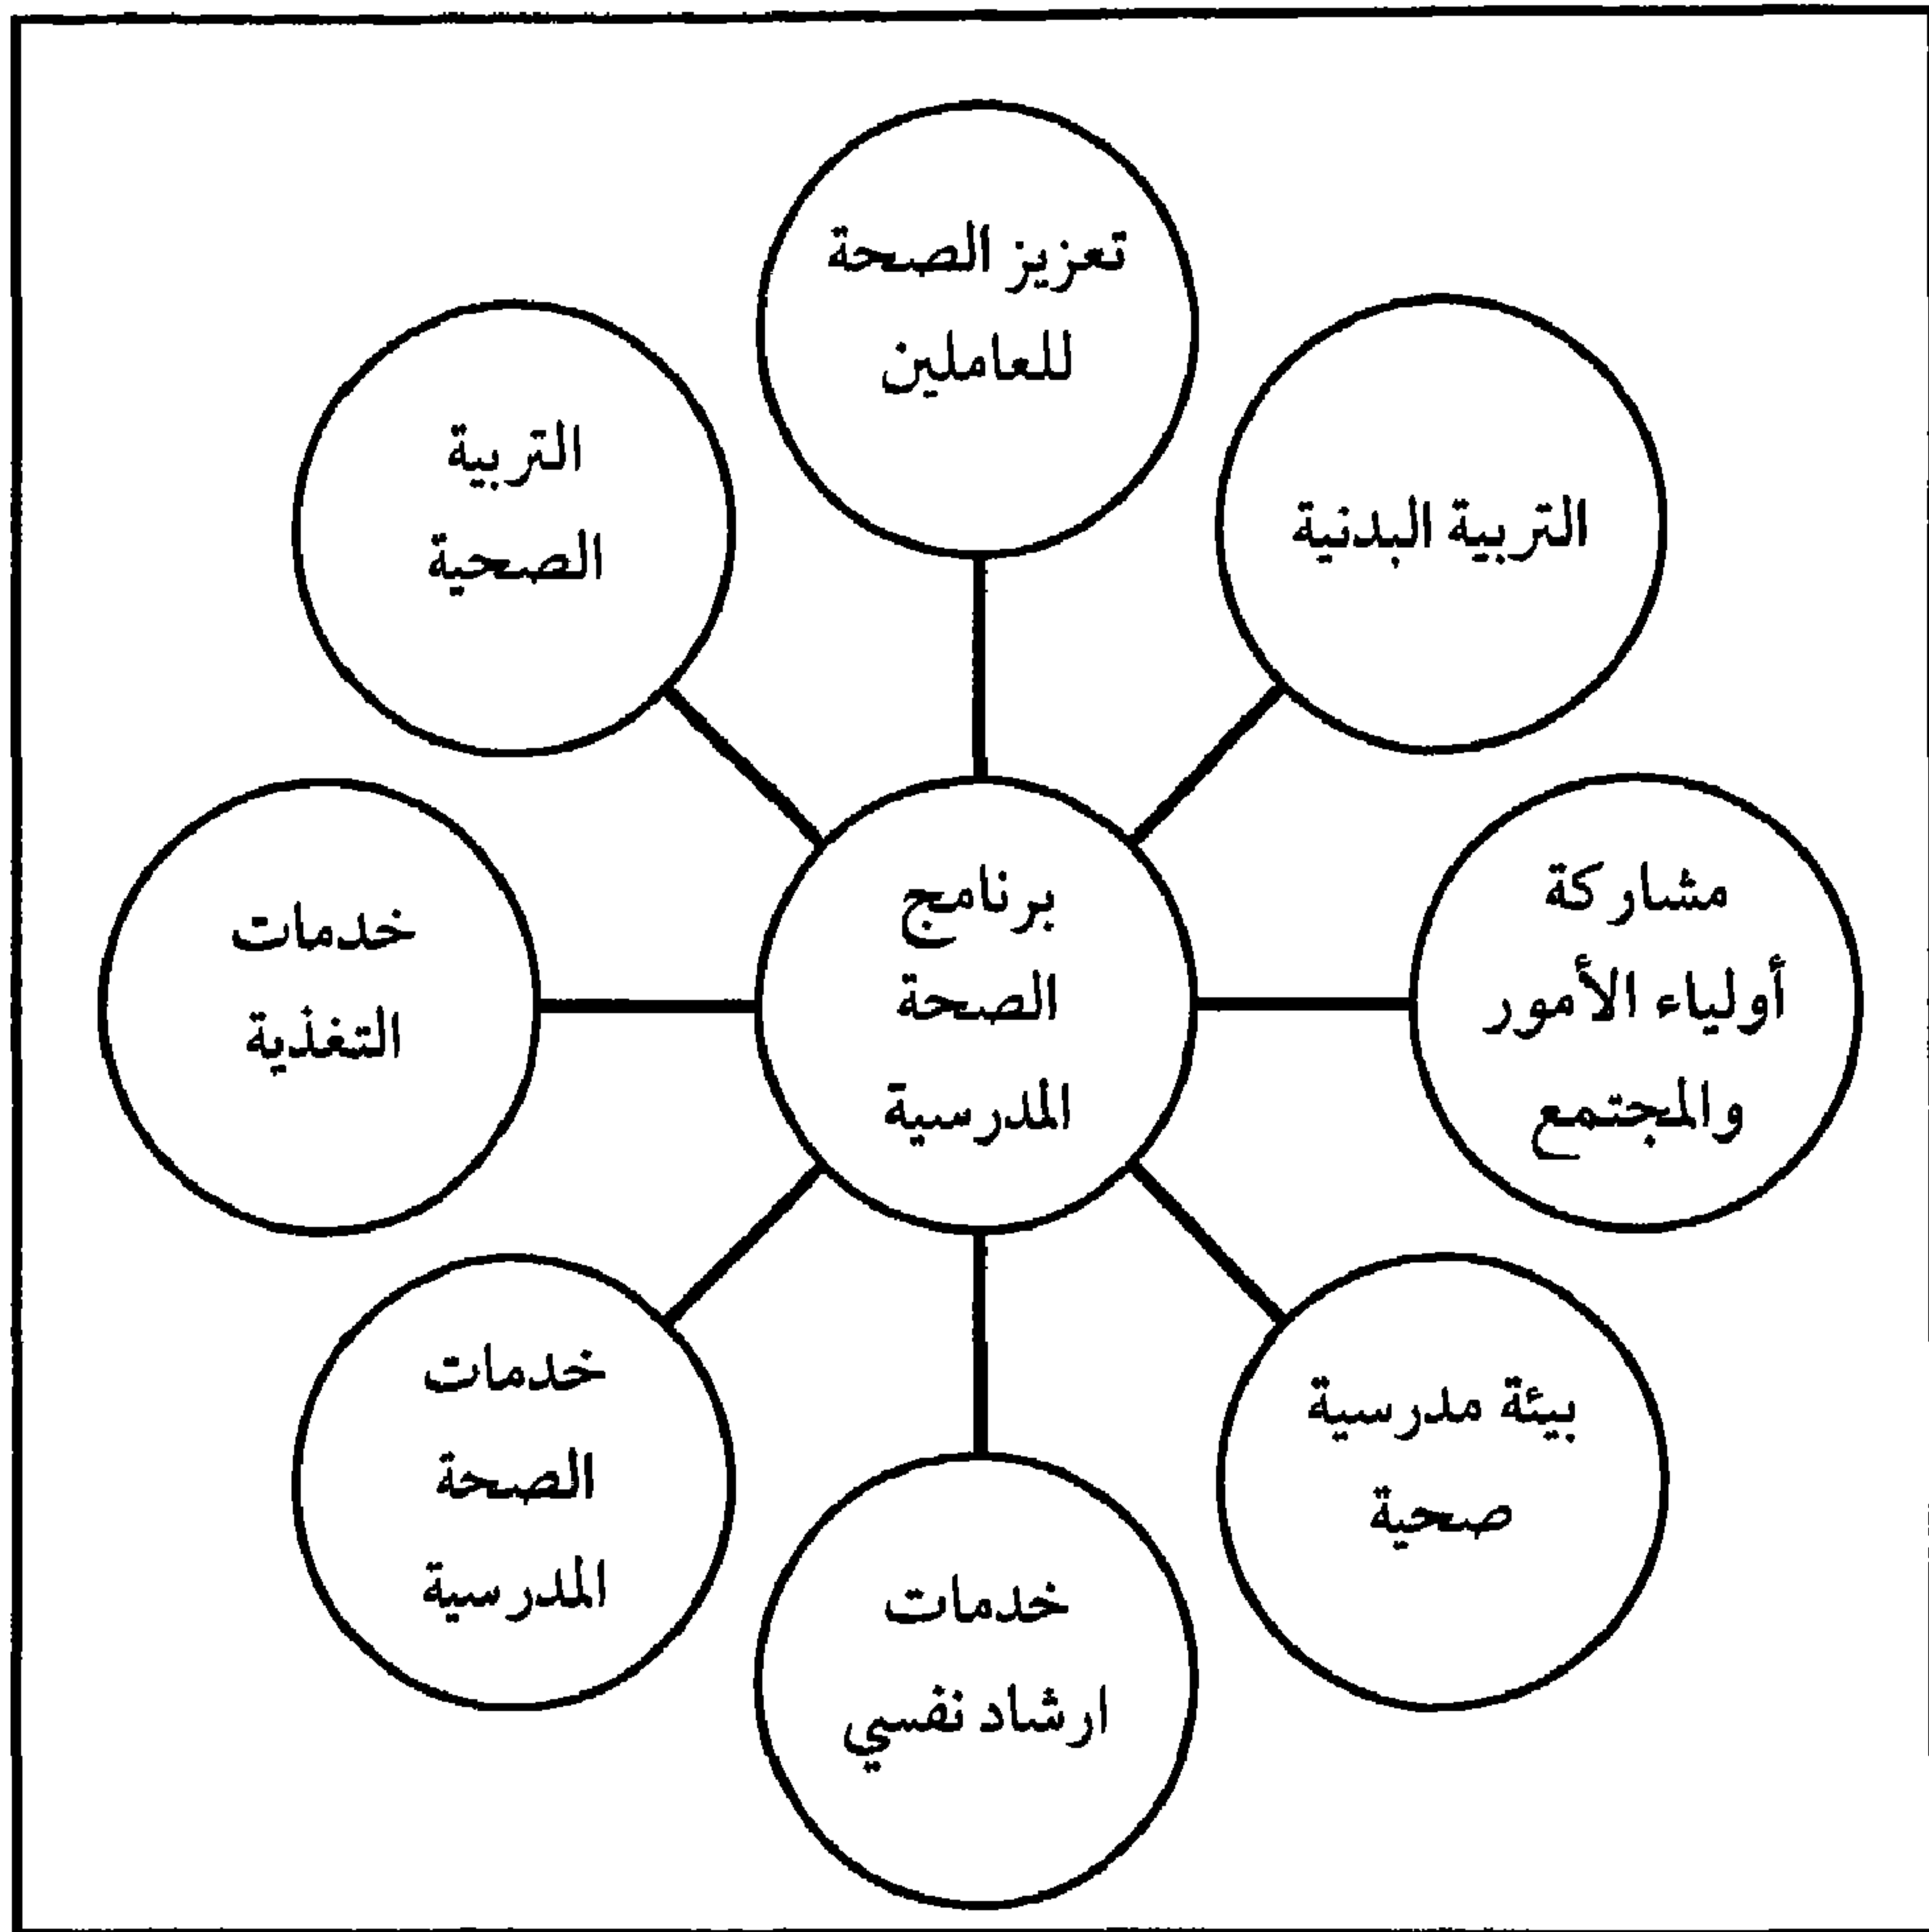 تعزيز الصحة
للعاملين
التربية البدنية
التربية
الصحية
مشاركة
أولياء الأمور
والمجتمع
برنامج
الصحة
المدرسية
خدمات
التغذية
بيئة مدرسية
صحية
خدمات
الصحة
المدرسية
خدمات
ارشاد نفسي